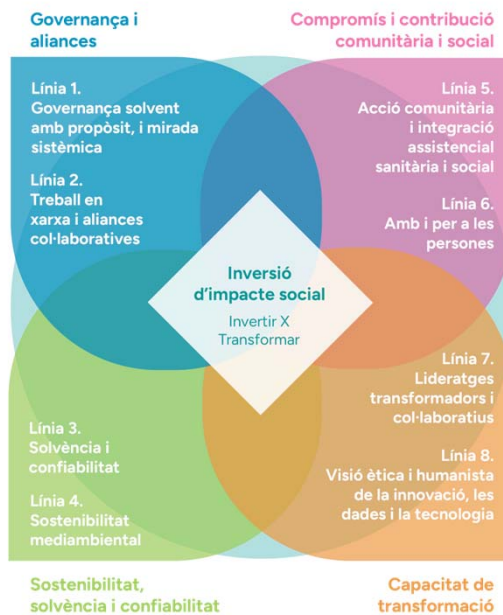 Governança i
aliances
Compromís i contribució
comunitària i social
Línia 1.
Governança solvent
amb propòsit, i mirada
sistèmica
Línia 2.
Treball en
xarxa i aliances
col·laboratives
Línia 5.
Acció comunitària
i integració
assistencial
sanitària i social
Línia 6.
Amb i per a les
persones
Inversió
d’impacte social
Invertir X
Transformar
Línia 3.
Solvència i
confiabilitat
Línia 4.
Sostenibilitat
mediambiental
Línia 7.
Lideratges
transformadors i
col·laboratius
Línia 8.
Visió ètica i humanista
de la innovació, les
dades i la tecnologia
Sostenibilitat,
solvència i confiabilitat
Capacitat de
transformació